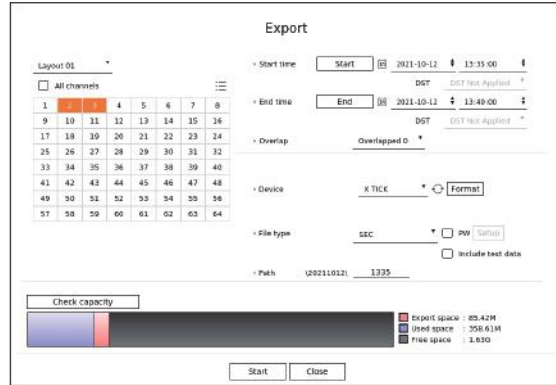 Export
Layout 01
All channels
1 2 3 4 5 6 7 8
9 10 11 12 13 14 15 16
17 18 19 20 21 22 23 24
25 26 27 28 29 30 31 32
33 34 35 36 37 38 39 40
41 42 43 44 45 46 47 48
49 50 51 52 53 54 55 56
57 58 59 60 61 62 63 64
Start time Start 2021-10-12 13:35:00
DST DST Not Applied
End time End 2021-10-12 13:40:00
DST DST Not Applied
Overlap Overlapped 0
Device X TICK Format
File type SEC PW Setup
Include text data
Path \20211012\ 1335
Check capacity
Export space : 85.42M
Used space : 358.61M
Free space : 1.63G
Start Close